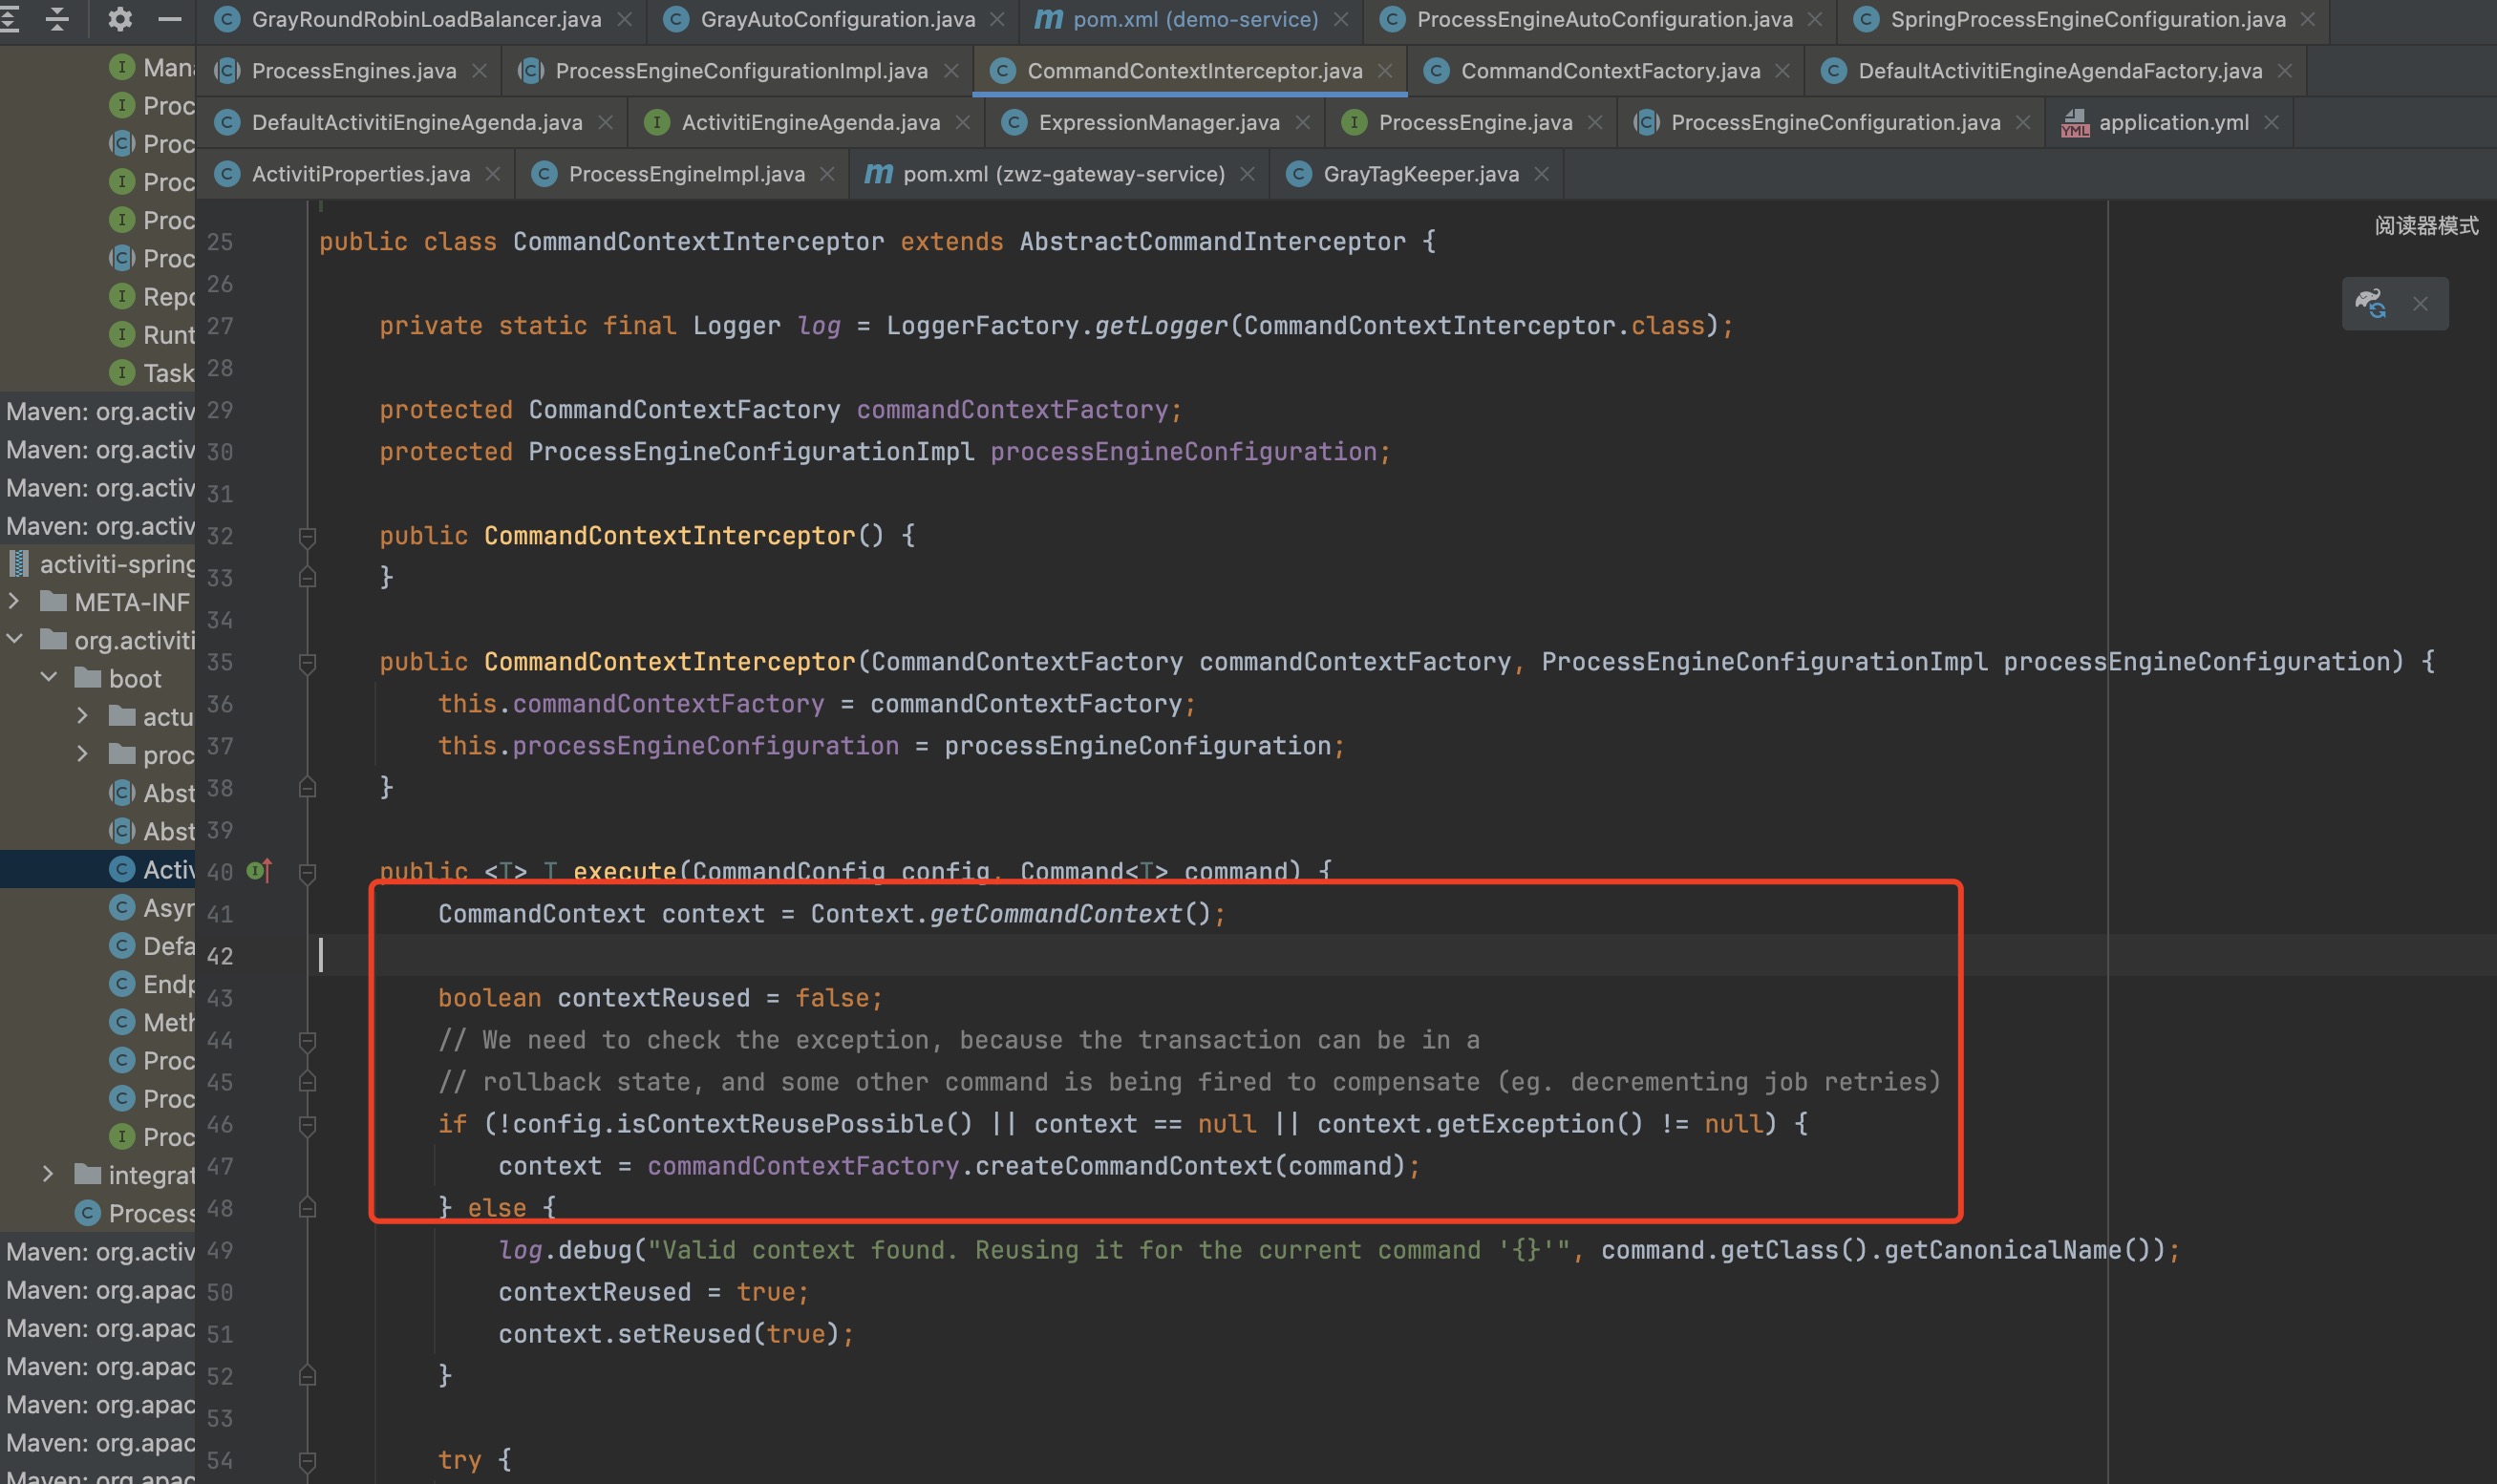 GrayRoundRobinLoadBalancer.java GrayAutoConfiguration.java pom.xml (demo-service) ProcessEngineAutoConfiguration.java SpringProcessEngineConfiguration.java
ProcessEngines.java ProcessEngineConfigurationImpl.java CommandContextInterceptor.java CommandContextFactory.java DefaultActivitiEngineAgendaFactory.java
DefaultActivitiEngineAgenda.java ActivitiEngineAgenda.java ExpressionManager.java ProcessEngine.java ProcessEngineConfiguration.java application.yml
ActivitiProperties.java ProcessEngineImpl.java pom.xml (zwz-gateway-service) GrayTagKeeper.java
Mana
Proc
Proc
Proc
Proc
Proc
Repo
Runt
Task
Maven: org.activ
Maven: org.activ
Maven: org.activ
Maven: org.activ
activiti-spring
META-INF
org.activiti
boot
actu
proc
Abst
Abst
Activ
Asyn
Defa
Endp
Meth
Proc
Proc
Proc
integrat
Process
Maven: org.activ
Maven: org.apac
Maven: org.apac
Maven: org.apac
Maven: org.apac
Maven: org.apac
Maven: org.apac
阅读器模式
25 public class CommandContextInterceptor extends AbstractCommandInterceptor {
26
27 private static final Logger log = LoggerFactory.getLogger(CommandContextInterceptor.class);
28
29 protected CommandContextFactory commandContextFactory;
30 protected ProcessEngineConfigurationImpl processEngineConfiguration;
31
32 public CommandContextInterceptor() {
33 }
34
35 public CommandContextInterceptor(CommandContextFactory commandContextFactory, ProcessEngineConfigurationImpl processEngineConfiguration) {
36 this.commandContextFactory = commandContextFactory;
37 this.processEngineConfiguration = processEngineConfiguration;
38 }
39
40 public <T> T execute(CommandConfig config, Command<T> command) {
41 CommandContext context = Context.getCommandContext();
42
43 boolean contextReused = false;
44 // We need to check the exception, because the transaction can be in a
45 // rollback state, and some other command is being fired to compensate (eg. decrementing job retries)
46 if (!config.isContextReusePossible() || context == null || context.getException() != null) {
47 context = commandContextFactory.createCommandContext(command);
48 } else {
49 log.debug("Valid context found. Reusing it for the current command '{}'", command.getClass().getCanonicalName());
50 contextReused = true;
51 context.setReused(true);
52 }
53
54 try {